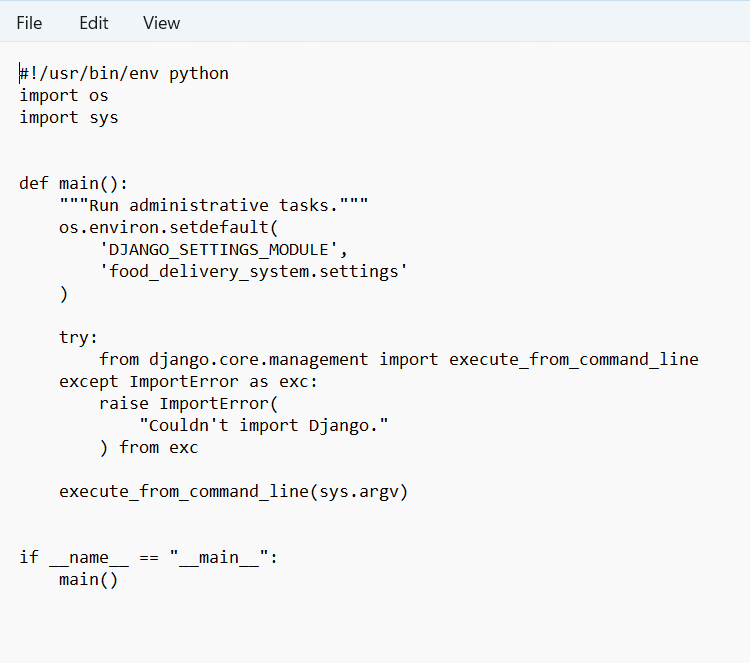 File Edit View
#!/usr/bin/env python
import os
import sys


def main():
    """Run administrative tasks."""
    os.environ.setdefault(
        'DJANGO_SETTINGS_MODULE',
        'food_delivery_system.settings'
    )

    try:
        from django.core.management import execute_from_command_line
    except ImportError as exc:
        raise ImportError(
            "Couldn't import Django."
        ) from exc

    execute_from_command_line(sys.argv)


if __name__ == "__main__":
    main()